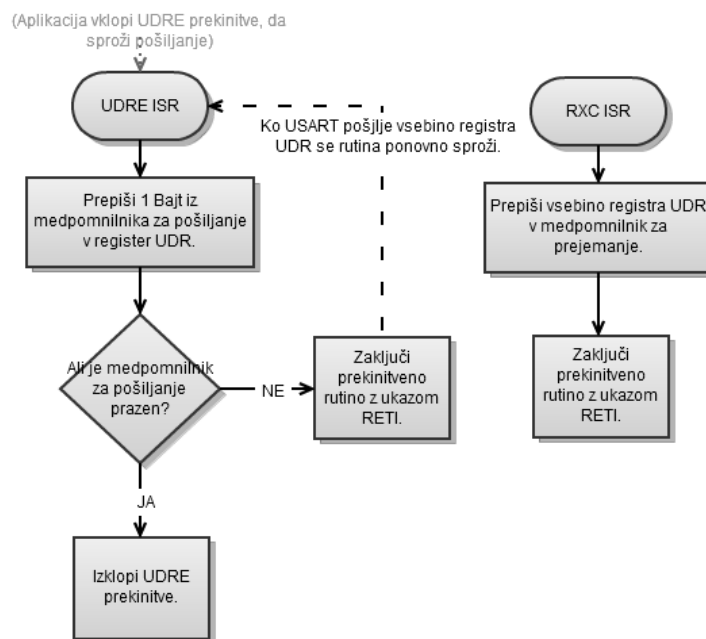 (Aplikacija vklopi UDRE prekinitve, da
sproži pošiljanje)
UDRE ISR
Ko USART pošjlje vsebino registra
UDR se rutina ponovno sproži.
RXC ISR
Prepiši 1 Bajt iz
medpomnilnika za pošiljanje
v register UDR.
Prepiši vsebino registra UDR
v medpomnilnik za
prejemanje.
Ali je medpomnilnik
za pošiljanje
prazen?
NE
Zaključi
prekinitveno
rutino z ukazom
RETI.
Zaključi
prekinitveno
rutino z ukazom
RETI.
JA
Izklopi UDRE
prekinitve.